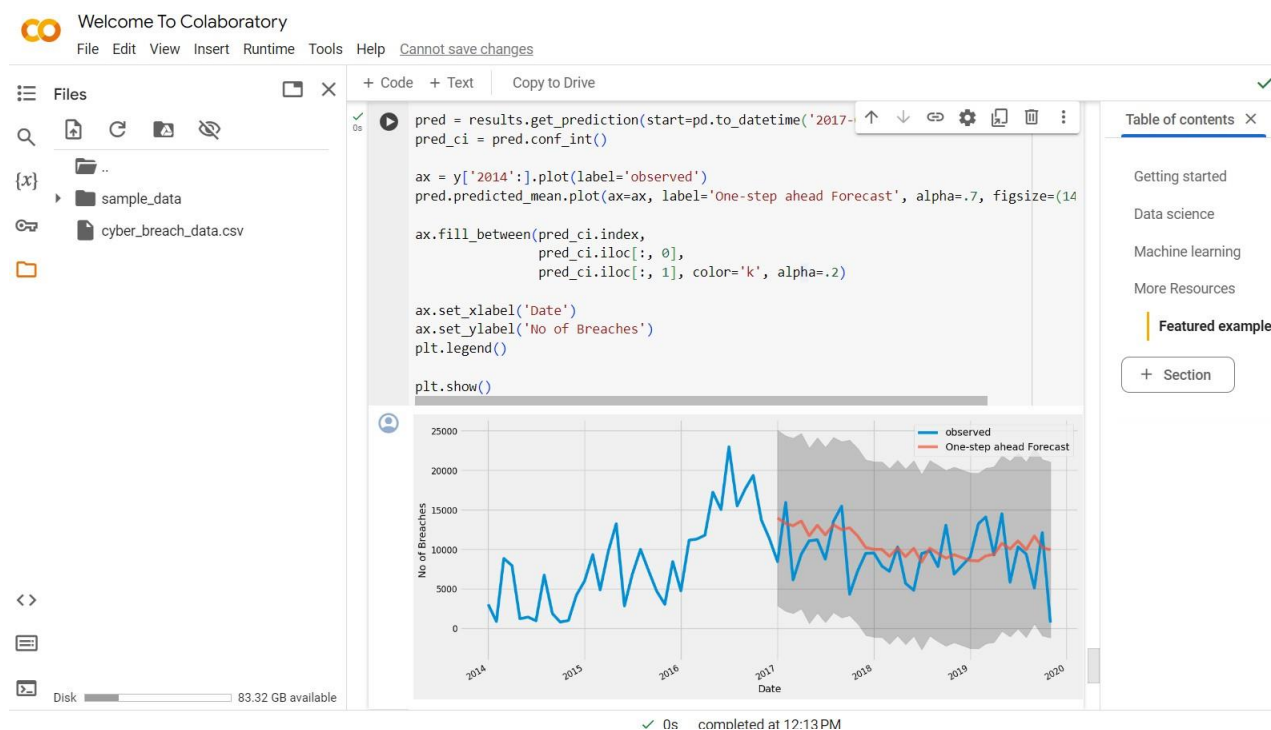 Welcome To Colaboratory
File Edit View Insert Runtime Tools Help Cannot save changes
Files
+ Code + Text Copy to Drive
{x}
..
sample_data
cyber_breach_data.csv
<>
Disk 83.32 GB available
0s
pred = results.get_prediction(start=pd.to_datetime('2017-
pred_ci = pred.conf_int()
ax = y['2014':].plot(label='observed')
pred.predicted_mean.plot(ax=ax, label='One-step ahead Forecast', alpha=.7, figsize=(14
ax.fill_between(pred_ci.index,
pred_ci.iloc[:, 0],
pred_ci.iloc[:, 1], color='k', alpha=.2)
ax.set_xlabel('Date')
ax.set_ylabel('No of Breaches')
plt.legend()
plt.show()
observed
One-step ahead Forecast
No of Breaches
25000
20000
15000
10000
5000
0
2014 2015 2016 2017 2018 2019 2020
Date
Table of contents
Getting started
Data science
Machine learning
More Resources
Featured example
+ Section
0s completed at 12:13 PM